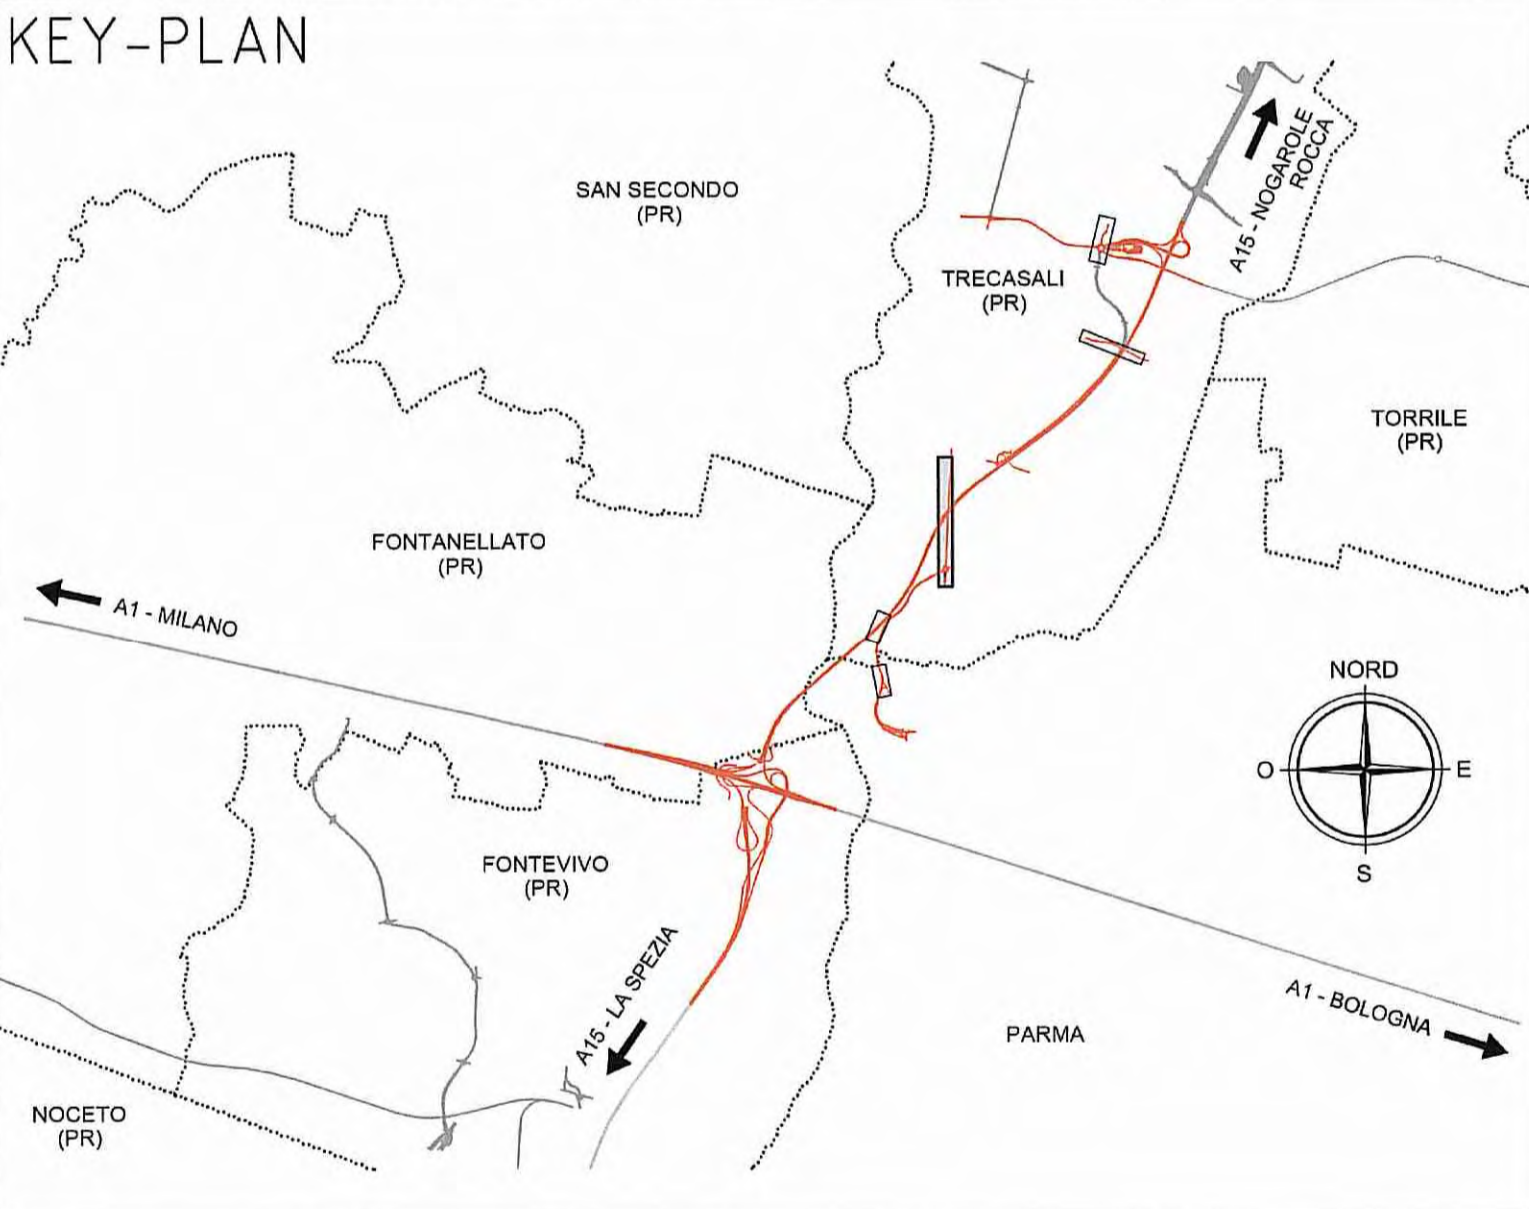 KEY-PLAN
SAN SECONDO
(PR)
A15 - NOGAROLE
ROCCA
TRECASALI
(PR)
TORRILE
(PR)
FONTANELLATO
(PR)
A1 - MILANO
NORD
O
E
S
FONTEVIVO
(PR)
A15 - LA SPEZIA
A1 - BOLOGNA
PARMA
NOCETO
(PR)